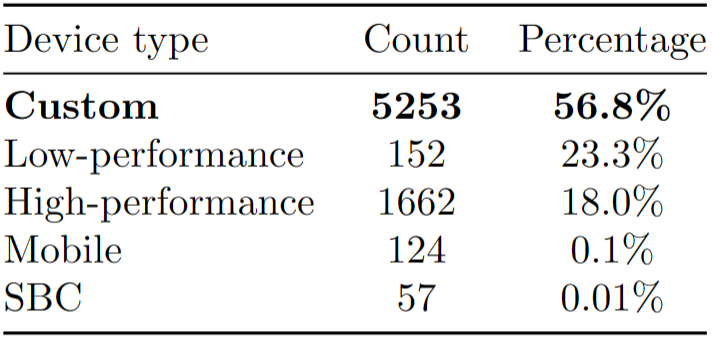 Device type Count Percentage
Custom 5253 56.8%
Low-performance 152 23.3%
High-performance 1662 18.0%
Mobile 124 0.1%
SBC 57 0.01%